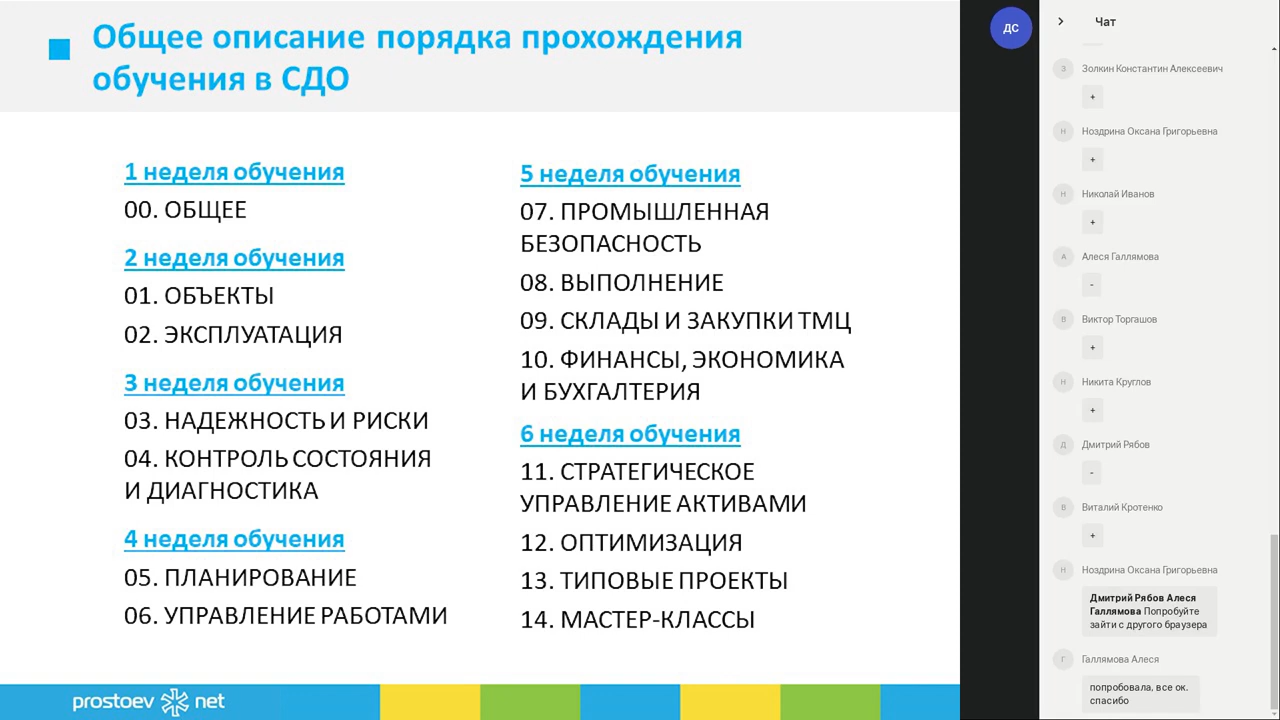 Общее описание порядка прохождения
обучения в СДО
1 неделя обучения
00. ОБЩЕЕ
2 неделя обучения
01. ОБЪЕКТЫ
02. ЭКСПЛУАТАЦИЯ
3 неделя обучения
03. НАДЕЖНОСТЬ И РИСКИ
04. КОНТРОЛЬ СОСТОЯНИЯ
И ДИАГНОСТИКА
4 неделя обучения
05. ПЛАНИРОВАНИЕ
06. УПРАВЛЕНИЕ РАБОТАМИ
5 неделя обучения
07. ПРОМЫШЛЕННАЯ
БЕЗОПАСНОСТЬ
08. ВЫПОЛНЕНИЕ
09. СКЛАДЫ И ЗАКУПКИ ТМЦ
10. ФИНАНСЫ, ЭКОНОМИКА
И БУХГАЛТЕРИЯ
6 неделя обучения
11. СТРАТЕГИЧЕСКОЕ
УПРАВЛЕНИЕ АКТИВАМИ
12. ОПТИМИЗАЦИЯ
13. ТИПОВЫЕ ПРОЕКТЫ
14. МАСТЕР-КЛАССЫ
prostoev net
ДС
Чат
З Золкин Константин Алексеевич
+
Н Ноздрина Оксана Григорьевна
+
Н Николай Иванов
+
А Алеся Галлямова
-
В Виктор Торгашов
+
Н Никита Круглов
+
Д Дмитрий Рябов
-
В Виталий Кротенко
+
Н Ноздрина Оксана Григорьевна
Дмитрий Рябов Алеся
Галлямова Попробуйте
зайти с другого браузера
Г Галлямова Алеся
попробовала, все ок.
спасибо